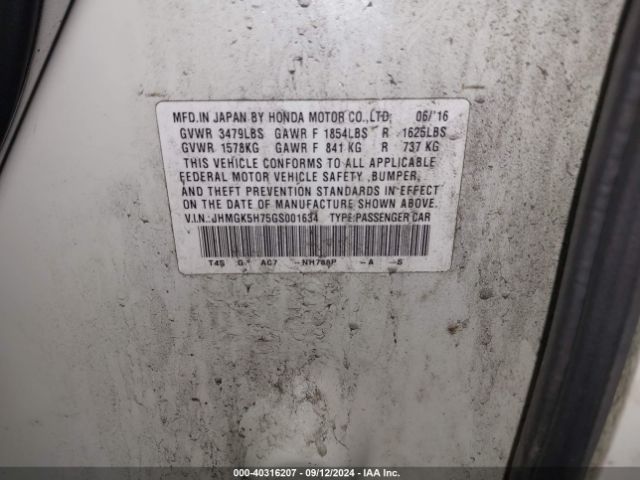 MFD.IN JAPAN BY HONDA MOTOR CO.,LTD. 06/'16
GVWR 3479LBS GAWR F 1854LBS R 1625LBS
GVWR 1578KG GAWR F 841 KG R 737 KG
THIS VEHICLE CONFORMS TO ALL APPLICABLE
FEDERAL MOTOR VEHICLE SAFETY ,BUMPER,
AND THEFT PREVENTION STANDARDS IN EFFECT
ON THE DATE OF MANUFACTURE SHOWN ABOVE.
V.I.N.: JHMGK5H75GS001634 TYPE:PASSENGER CAR
AC7 -NH788P -A -S
000-40316207 - 09/12/2024 - IAA Inc.